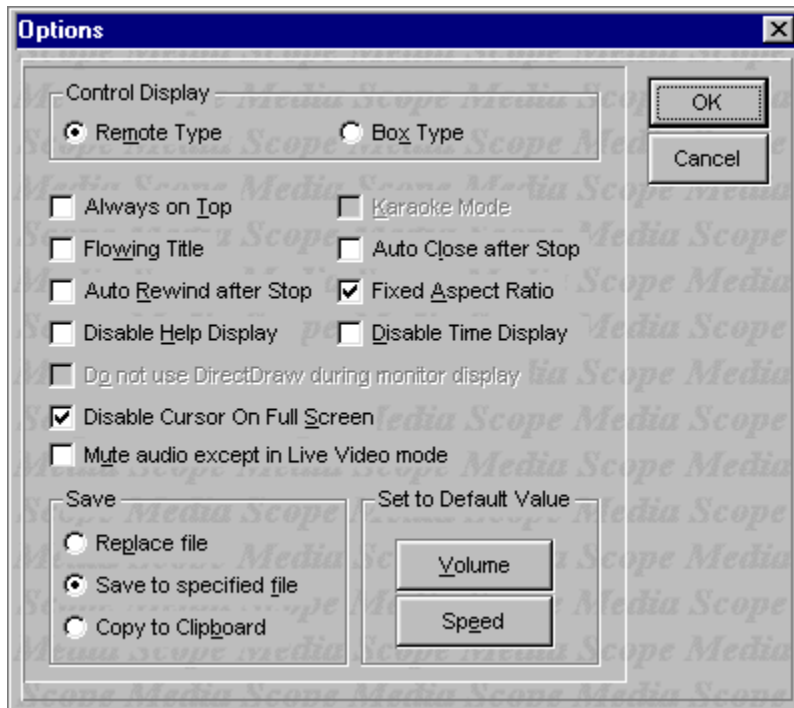 Options
Control Display
Remote Type Box Type
OK
Cancel
Always on Top Karaoke Mode
Flowing Title Auto Close after Stop
Auto Rewind after Stop Fixed Aspect Ratio
Disable Help Display Disable Time Display
Do not use DirectDraw during monitor display
Disable Cursor On Full Screen
Mute audio except in Live Video mode
Save
Replace file
Save to specified file
Copy to Clipboard
Set to Default Value
Volume
Speed
Media Scope